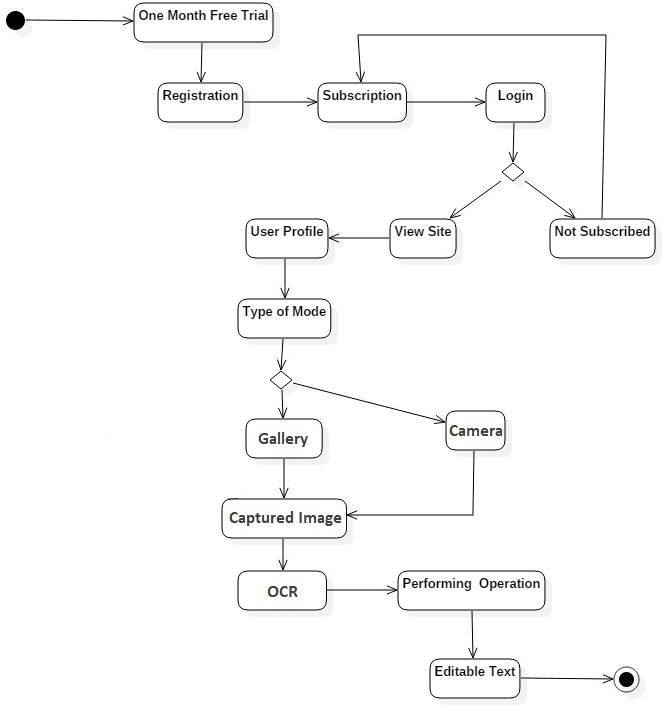 One Month Free Trial
Registration
Subscription
Login
User Profile
View Site
Not Subscribed
Type of Mode
Gallery
Camera
Captured Image
OCR
Performing Operation
Editable Text